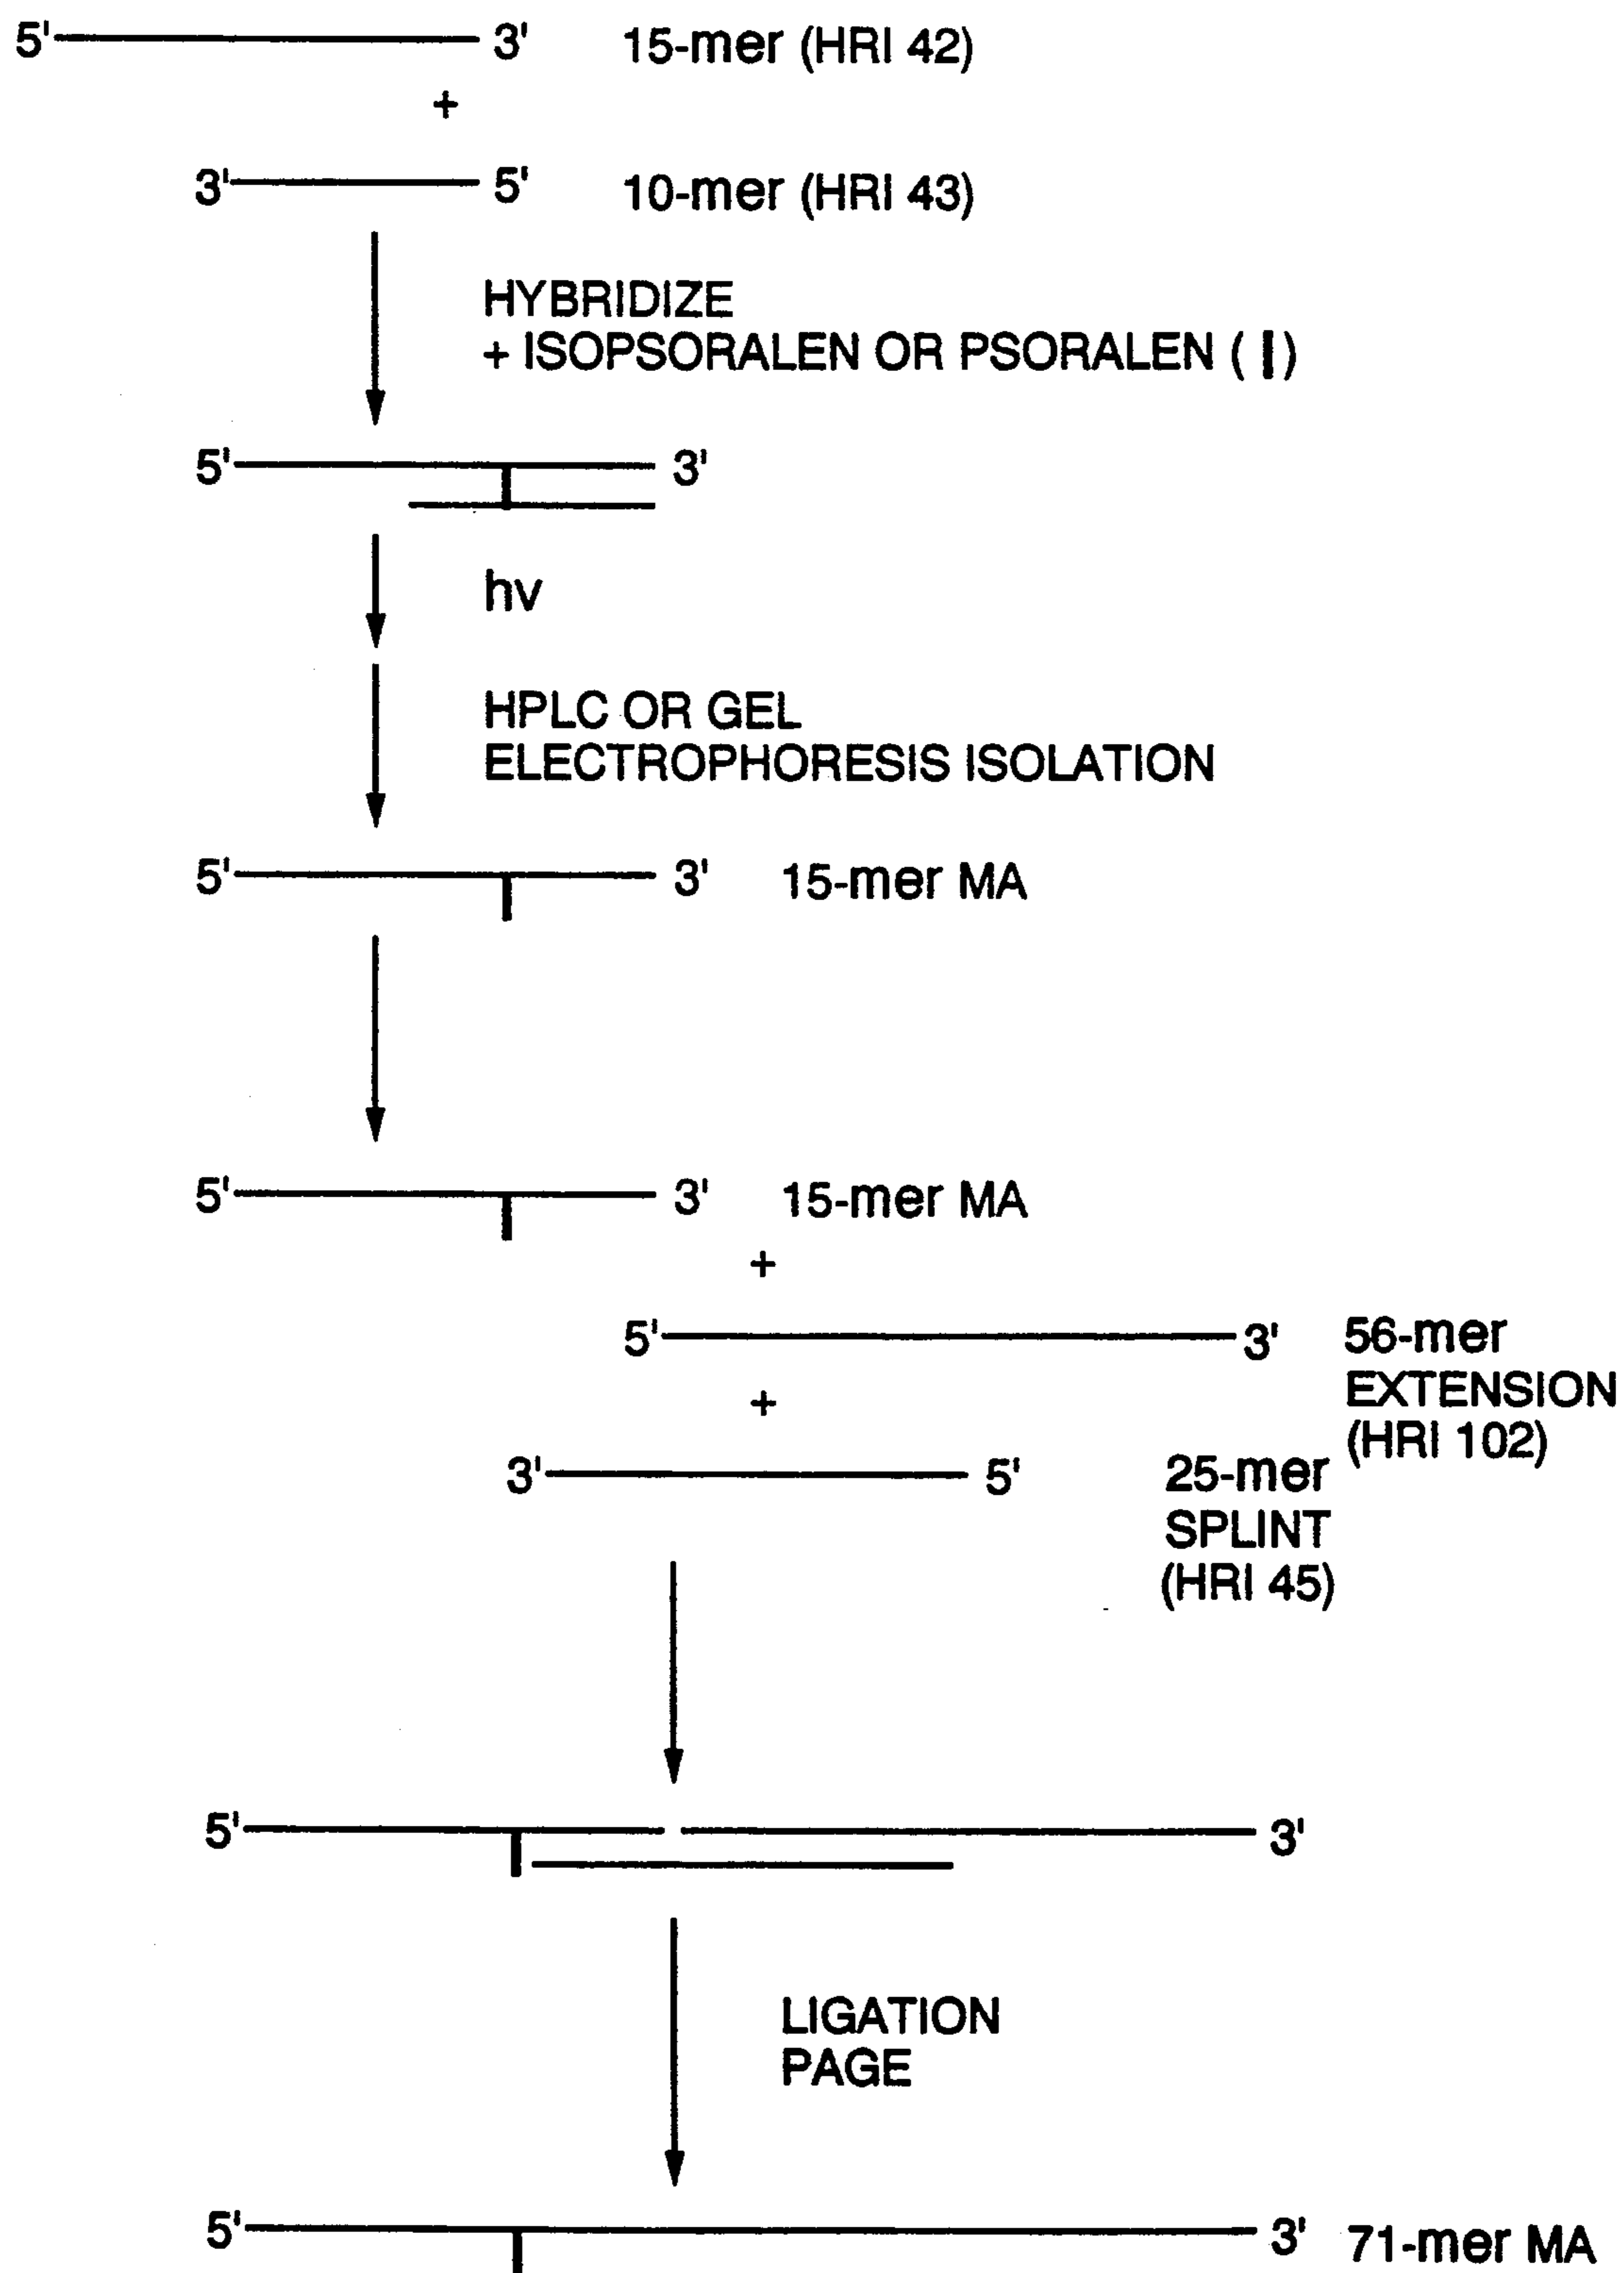 5' 3' 15-mer (HRI 42)
+
3' 5' 10-mer (HRI 43)
HYBRIDIZE
+ ISOPSORALEN OR PSORALEN ( )
5' 3'
hv
HPLC OR GEL
ELECTROPHORESIS ISOLATION
5' 3' 15-mer MA
5' 3' 15-mer MA
+
5' 3' 56-mer
EXTENSION
(HRI 102)
+
3' 5' 25-mer
SPLINT
(HRI 45)
5' 3'
LIGATION
PAGE
5' 3' 71-mer MA